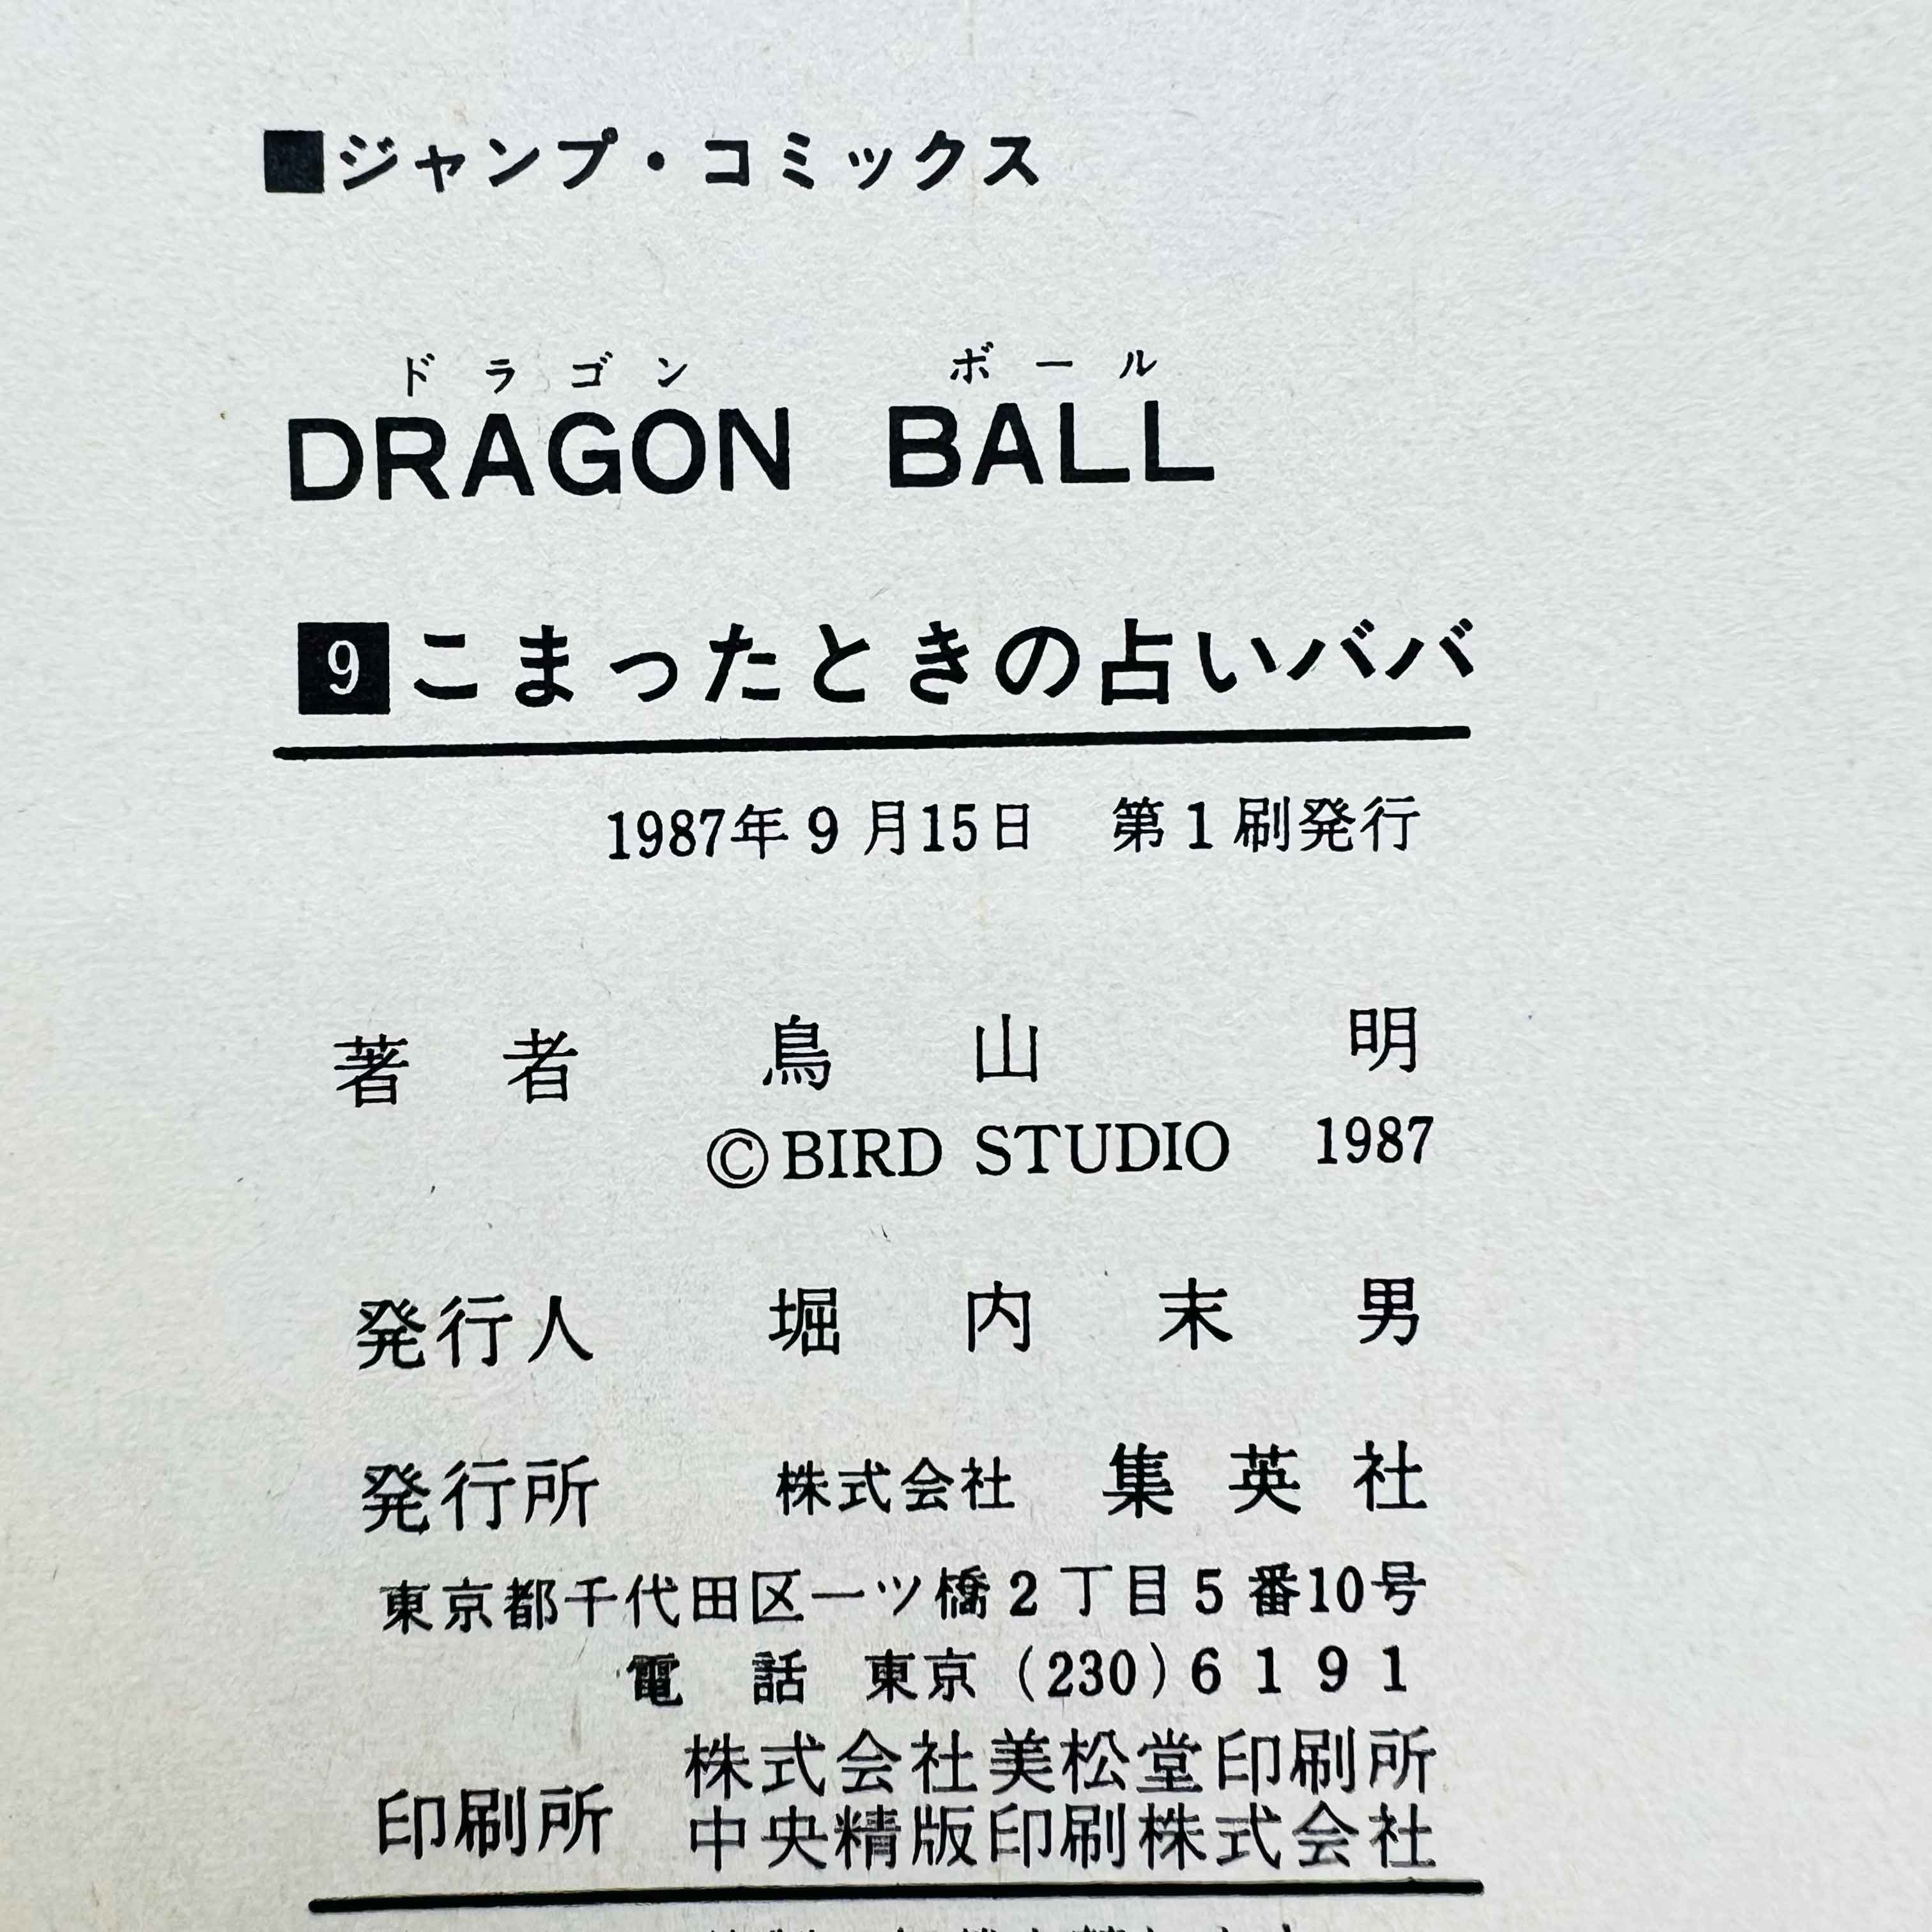 ■ジャンプ・コミックス
ドラゴン ボール
DRAGON BALL
9 こまったときの占いババ
1987年9月15日 第1刷発行
著者 鳥山 明
©BIRD STUDIO 1987
発行人 堀内末男
発行所 株式会社 集英社
東京都千代田区一ツ橋2丁目5番10号
電話 東京(230)6191
株式会社美松堂印刷所
印刷所
中央精版印刷株式会社